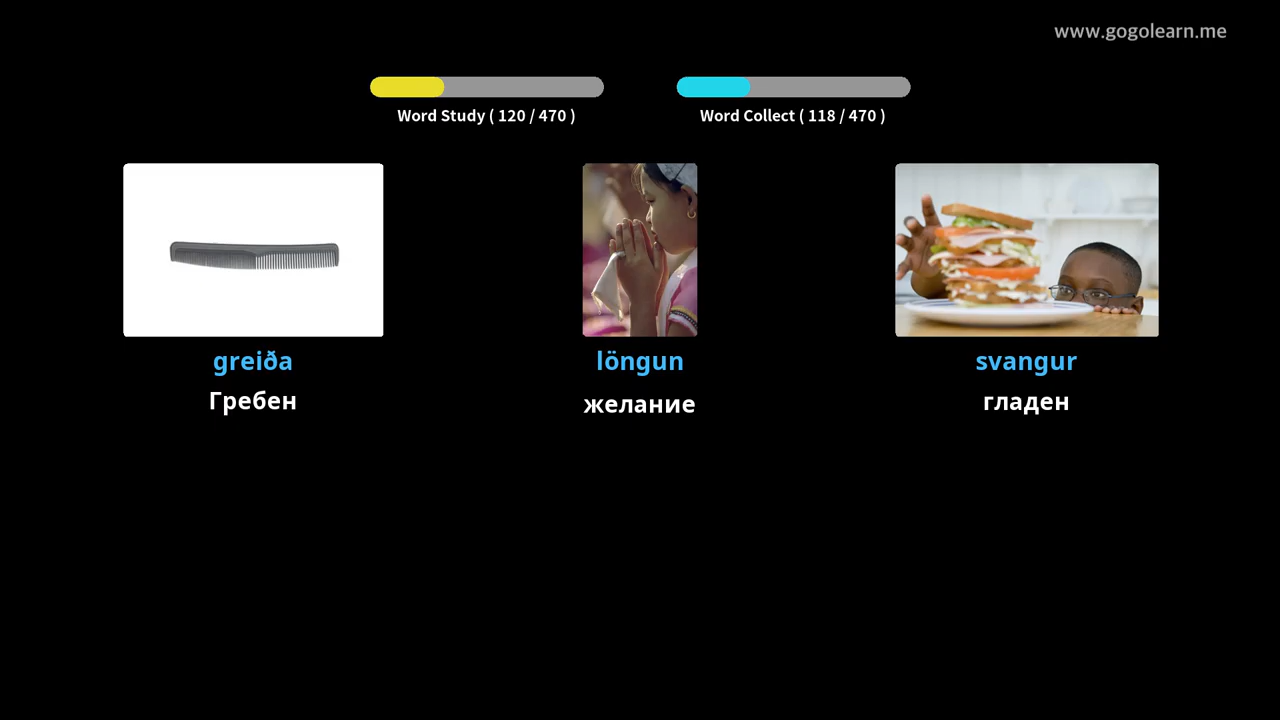 www.gogolearn.me
Word Study ( 120 / 470 )
Word Collect ( 118 / 470 )
greiða
löngun
svangur
Гребен
желание
гладен